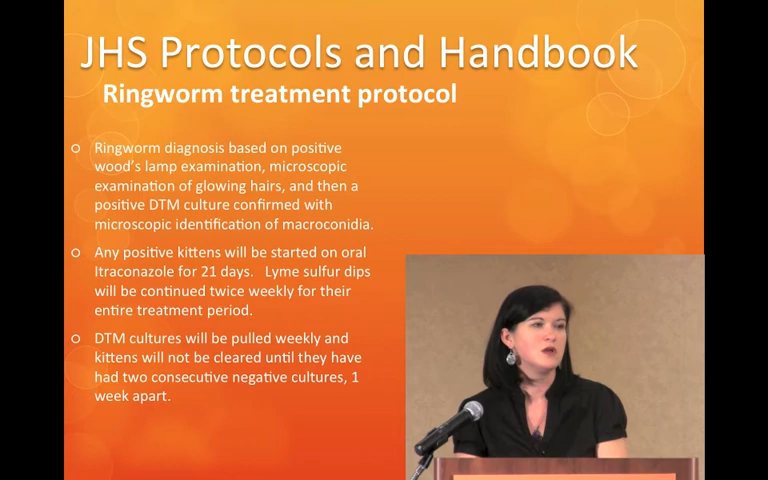 JHS Protocols and Handbook
Ringworm treatment protocol
Ringworm diagnosis based on positive
wood's lamp examination, microscopic
examination of glowing hairs, and then a
positive DTM culture confirmed with
microscopic identification of macroconidia.
Any positive kittens will be started on oral
Itraconazole for 21 days. Lyme sulfur dips
will be continued twice weekly for their
entire treatment period.
DTM cultures will be pulled weekly and
kittens will not be cleared until they have
had two consecutive negative cultures, 1
week apart.